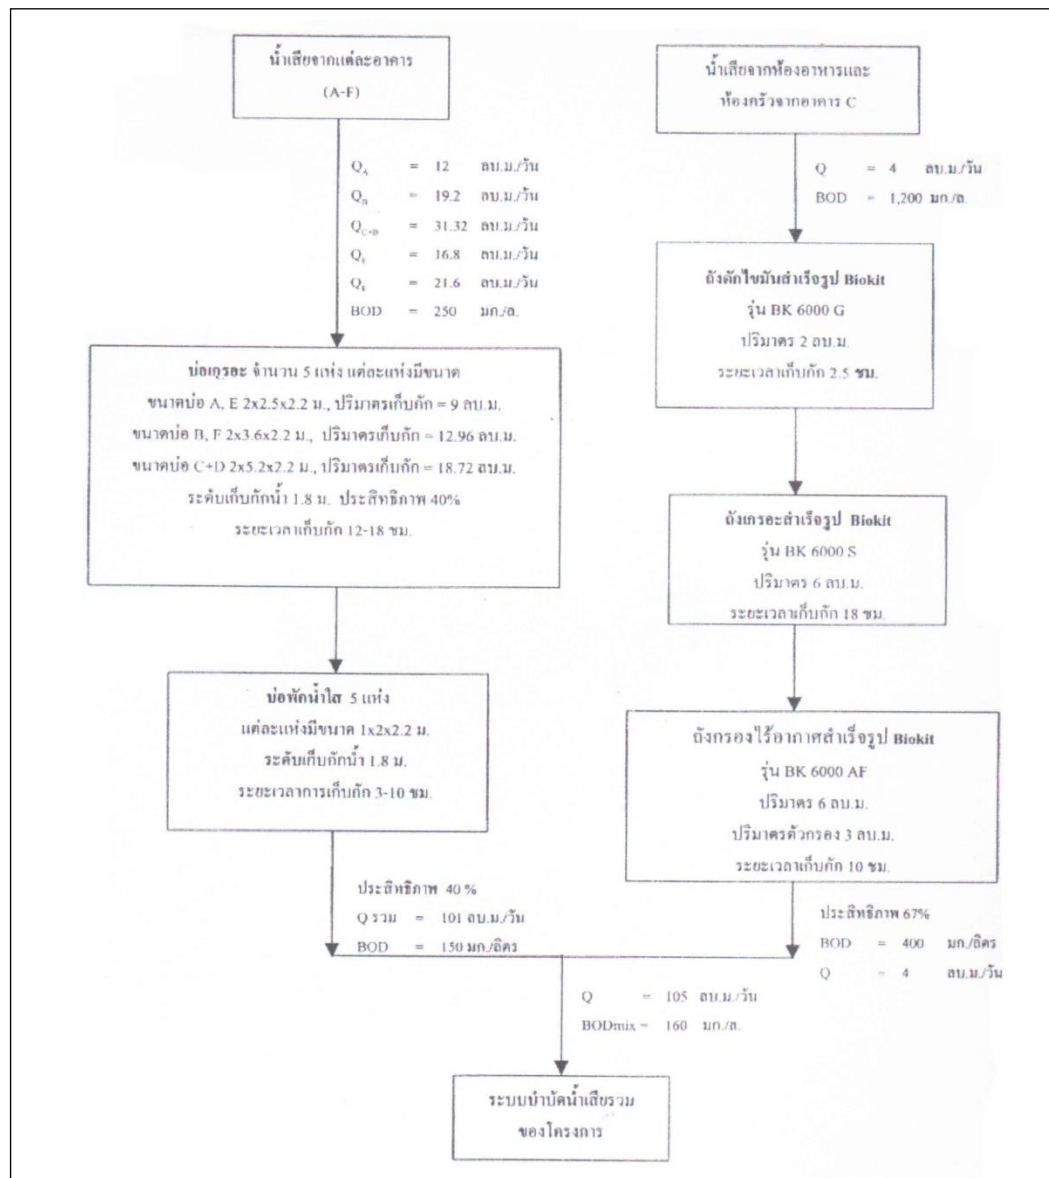 น้ำเสียจากแต่ละอาคาร
(A-F)
Q_A = 12 ลบ.ม./วัน
Q_B = 19.2 ลบ.ม./วัน
Q_C+D = 31.32 ลบ.ม./วัน
Q_E = 16.8 ลบ.ม./วัน
Q_F = 21.6 ลบ.ม./วัน
BOD = 250 มก./ล.
บ่อเกรอะ จำนวน 5 แห่ง แต่ละแห่งมีขนาด
ขนาดบ่อ A, E 2x2.5x2.2 ม., ปริมาตรเก็บกัก = 9 ลบ.ม.
ขนาดบ่อ B, F 2x3.6x2.2 ม., ปริมาตรเก็บกัก = 12.96 ลบ.ม.
ขนาดบ่อ C+D 2x5.2x2.2 ม., ปริมาตรเก็บกัก = 18.72 ลบ.ม.
ระดับเก็บกักน้ำ 1.8 ม. ประสิทธิภาพ 40%
ระยะเวลาเก็บกัก 12-18 ชม.
บ่อพักน้ำใส 5 แห่ง
แต่ละแห่งมีขนาด 1x2x2.2 ม.
ระดับเก็บกักน้ำ 1.8 ม.
ระยะเวลาการเก็บกัก 3-10 ชม.
ประสิทธิภาพ 40 %
Q รวม = 101 ลบ.ม./วัน
BOD = 150 มก./ลิตร
น้ำเสียจากห้องอาหารและ
ห้องครัวจากอาคาร C
Q = 4 ลบ.ม./วัน
BOD = 1,200 มก./ล.
ถังดักไขมันสำเร็จรูป Biokit
รุ่น BK 6000 G
ปริมาตร 2 ลบ.ม.
ระยะเวลาเก็บกัก 2.5 ชม.
ถังเกรอะสำเร็จรูป Biokit
รุ่น BK 6000 S
ปริมาตร 6 ลบ.ม.
ระยะเวลาเก็บกัก 18 ชม.
ถังกรองไร้อากาศสำเร็จรูป Biokit
รุ่น BK 6000 AF
ปริมาตร 6 ลบ.ม.
ปริมาตรตัวกรอง 3 ลบ.ม.
ระยะเวลาเก็บกัก 10 ชม.
ประสิทธิภาพ 67%
BOD = 400 มก./ลิตร
Q = 4 ลบ.ม./วัน
Q = 105 ลบ.ม./วัน
BODmix = 160 มก./ล.
ระบบบำบัดน้ำเสียรวม
ของโครงการ